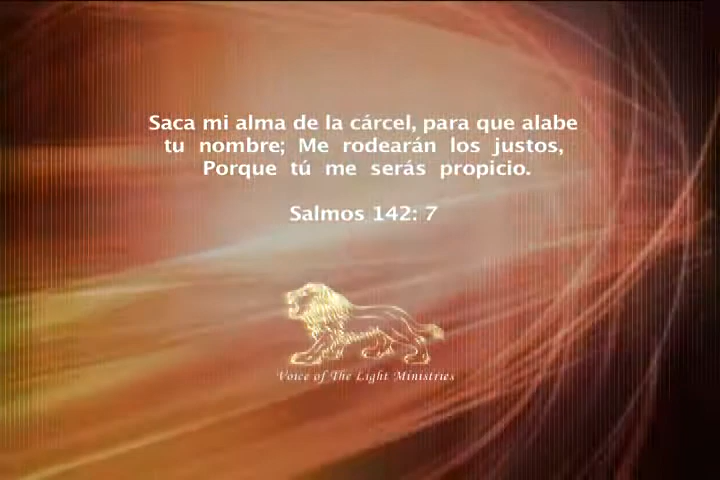 Saca mi alma de la cárcel, para que alabe
tu nombre; Me rodearán los justos,
Porque tú me serás propicio.
Salmos 142: 7
Voice of The Light Ministries